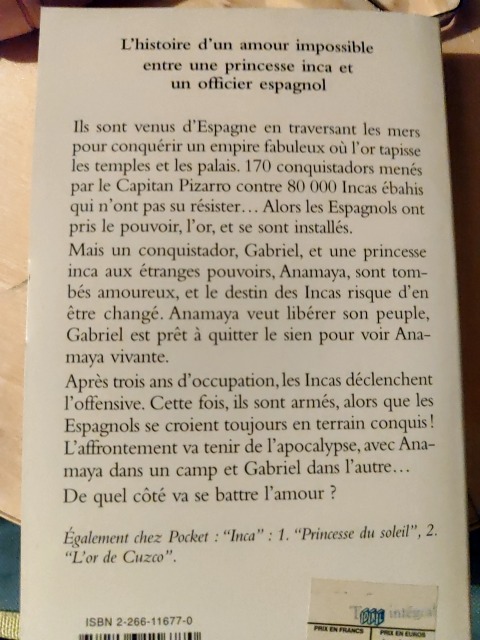 L'histoire d'un amour impossible
entre une princesse inca et
un officier espagnol
Ils sont venus d'Espagne en traversant les mers
pour conquérir un empire fabuleux où l'or tapisse
les temples et les palais. 170 conquistadors menés
par le Capitan Pizarro contre 80 000 Incas ébahis
qui n'ont pas su résister... Alors les Espagnols ont
pris le pouvoir, l'or, et se sont installés.
Mais un conquistador, Gabriel, et une princesse
inca aux étranges pouvoirs, Anamaya, sont tom-
bés amoureux, et le destin des Incas risque d'en
être changé. Anamaya veut libérer son peuple,
Gabriel est prêt à quitter le sien pour voir Ana-
maya vivante.
Après trois ans d'occupation, les Incas déclenchent
l'offensive. Cette fois, ils sont armés, alors que les
Espagnols se croient toujours en terrain conquis !
L'affrontement va tenir de l'apocalypse, avec Ana-
maya dans un camp et Gabriel dans l'autre...
De quel côté va se battre l'amour ?
Également chez Pocket : "Inca" : 1. "Princesse du soleil", 2.
"L'or de Cuzco".
ISBN 2-266-11677-0
intégral
PRIX EN FRANCS PRIX EN EUROS